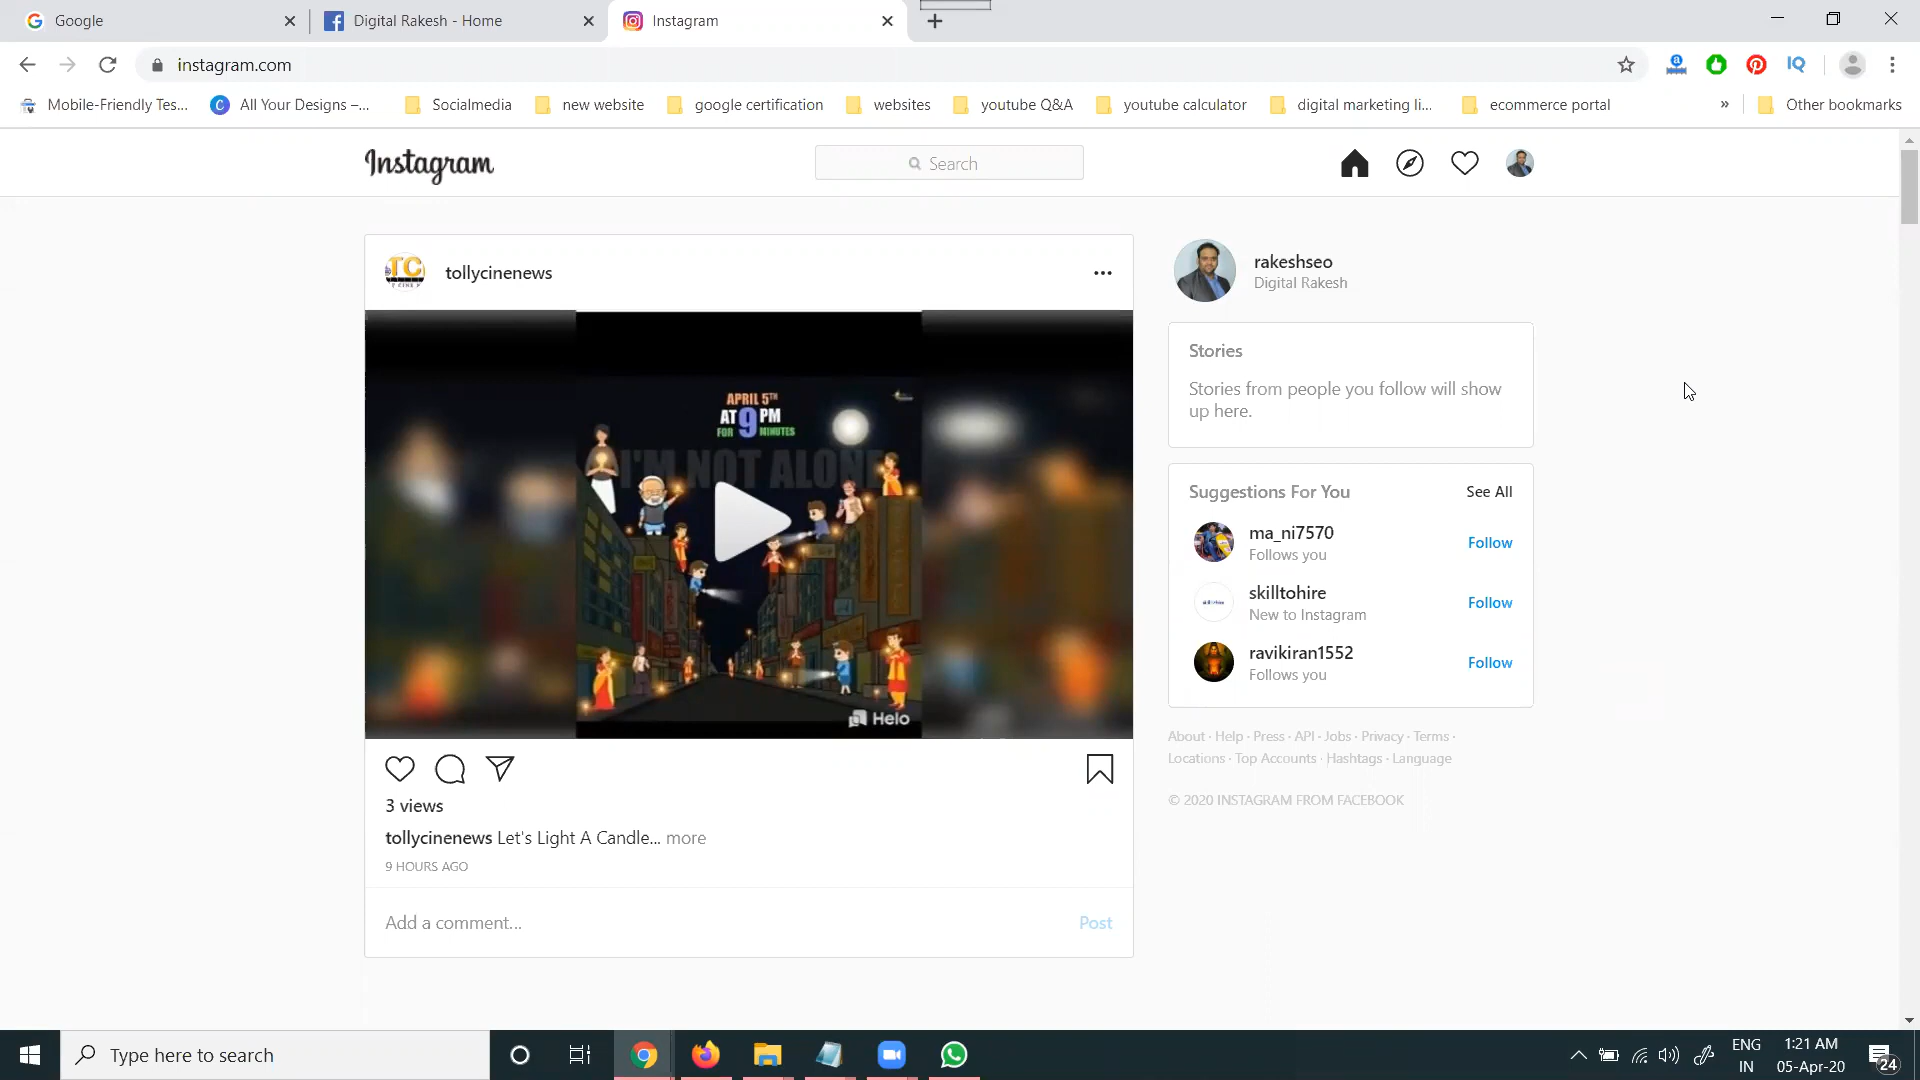 Google
Digital Rakesh - Home
Instagram
instagram.com
Mobile-Friendly Tes...
All Your Designs –...
Socialmedia
new website
google certification
websites
youtube Q&A
youtube calculator
digital marketing li...
ecommerce portal
»
Other bookmarks
Instagram
Search
tollycinenews
TC
APRIL 5TH
AT 9 PM
FOR MINUTES
I'M NOT ALONE
Helo
3 views
tollycinenews Let's Light A Candle... more
9 HOURS AGO
Add a comment...
Post
rakeshseo
Digital Rakesh
Stories
Stories from people you follow will show
up here.
Suggestions For You
See All
ma_ni7570
Follows you
Follow
skilltohire
New to Instagram
Follow
ravikiran1552
Follows you
Follow
About · Help · Press · API · Jobs · Privacy · Terms ·
Locations · Top Accounts · Hashtags · Language
© 2020 INSTAGRAM FROM FACEBOOK
Type here to search
ENG
IN
1:21 AM
05-Apr-20
24